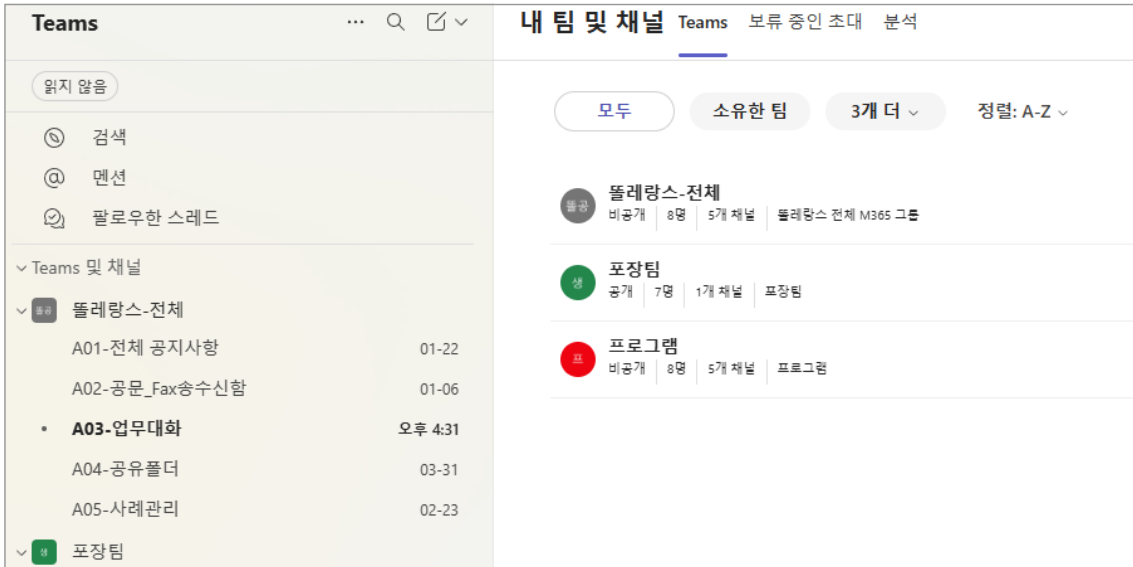 Teams
읽지 않음
검색
멘션
팔로우한 스레드
Teams 및 채널
똘공 똘레랑스-전체
A01-전체 공지사항 01-22
A02-공문_Fax송수신함 01-06
A03-업무대화 오후 4:31
A04-공유폴더 03-31
A05-사례관리 02-23
생 포장팀
내 팀 및 채널 Teams 보류 중인 초대 분석
모두 소유한 팀 3개 더 정렬: A-Z
똘공 똘레랑스-전체
비공개 8명 5개 채널 똘레랑스 전체 M365 그룹
생 포장팀
공개 7명 1개 채널 포장팀
프 프로그램
비공개 8명 5개 채널 프로그램